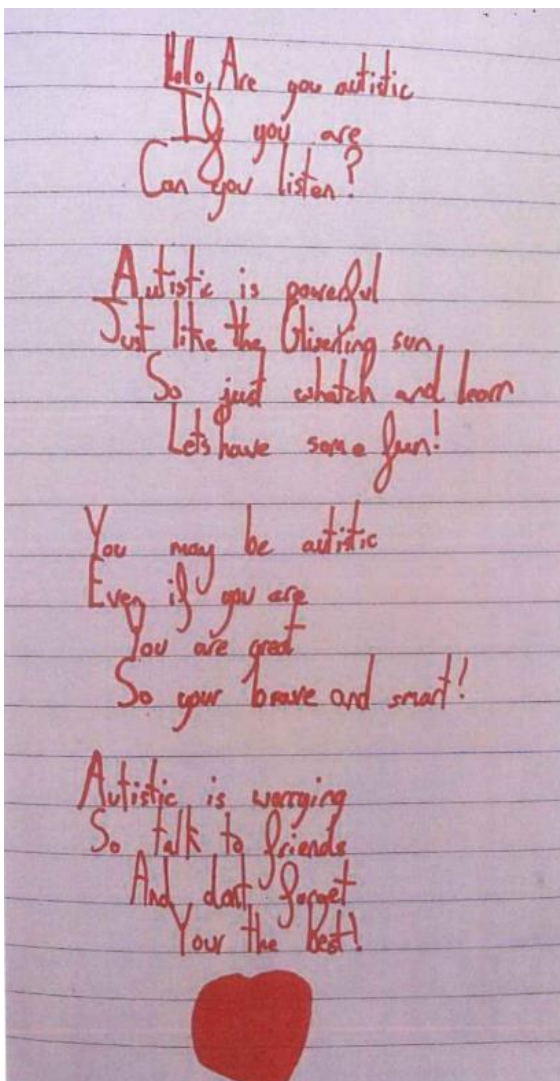 Hello, Are you autistic
If you are
Can you listen?
Autistic is powerful
Just like the Gliserting sun
So just whatch and learn
Lets have some fun!
You may be autistic
Even if you are
You are great
So your brave and smart!
Autistic is worrying
So talk to friends
And dont forget
Your the best!